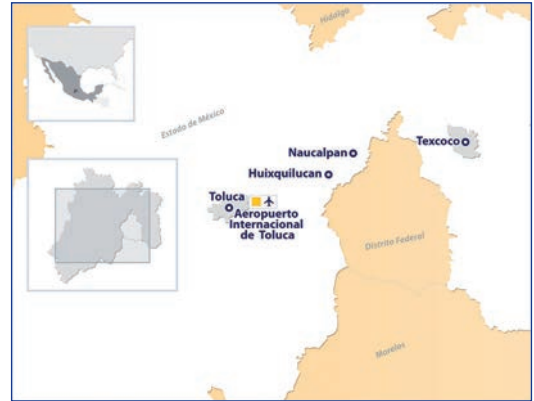 Hidalgo
Estado de México
Naucalpan
Texcoco
Huixquilucan
Toluca
Aeropuerto
Internacional
de Toluca
Distrito Federal
Morelos